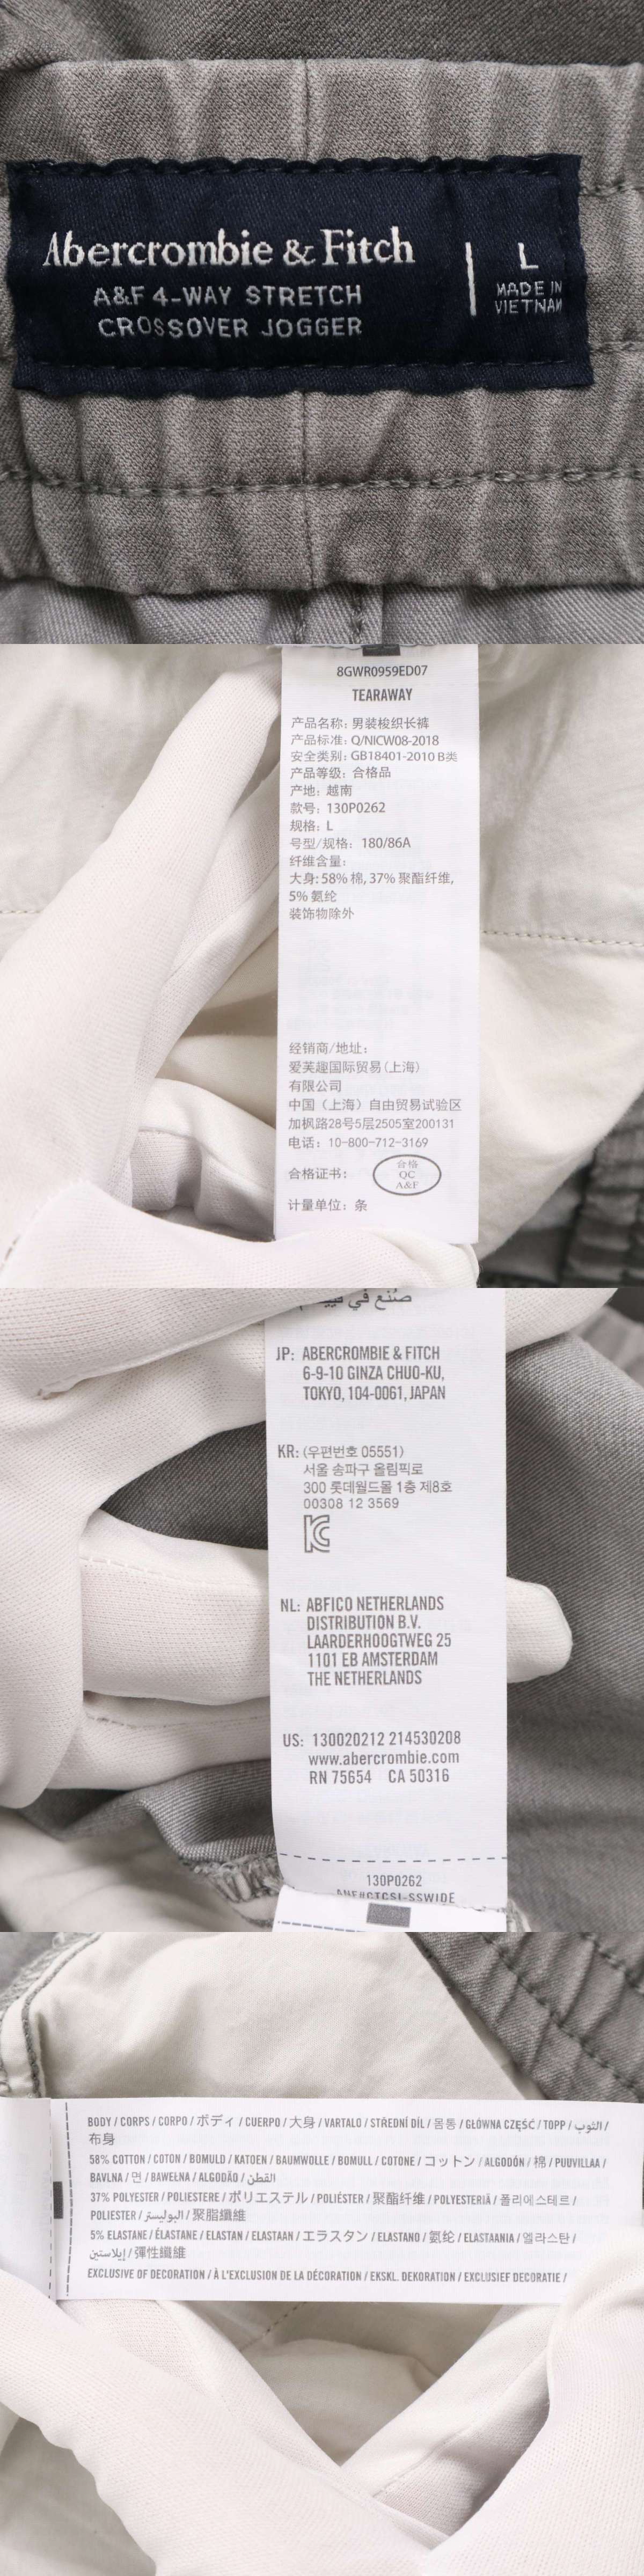 Abercrombie & Fitch
A&F 4-WAY STRETCH
CROSSOVER JOGGER
L
MADE IN
VIETNAM
8GWR0959ED07
TEARAWAY
产品名称: 男装梭织长裤
产品标准: Q/NICW08-2018
安全类别: GB18401-2010 B类
产品等级: 合格品
产地: 越南
款号: 130P0262
规格: L
号型/规格: 180/86A
纤维含量:
大身: 58% 棉, 37% 聚酯纤维,
5% 氨纶
装饰物除外
经销商/地址:
爱芙趣国际贸易(上海)
有限公司
中国（上海）自由贸易试验区
加枫路28号5层2505室200131
电话: 10-800-712-3169
合格证书:
合格
QC
A&F
计量单位: 条
صُنع في
JP: ABERCROMBIE & FITCH
6-9-10 GINZA CHUO-KU,
TOKYO, 104-0061, JAPAN
KR: (우편번호 05551)
서울 송파구 올림픽로
300 롯데월드몰 1층 제8호
00308 12 3569
NL: ABFICO NETHERLANDS
DISTRIBUTION B.V.
LAARDERHOOGTWEG 25
1101 EB AMSTERDAM
THE NETHERLANDS
US: 130020212 214530208
www.abercrombie.com
RN 75654 CA 50316
130P0262
BODY / CORPS / CORPO / ボディ / CUERPO / 大身 / VARTALO / STŘEDNÍ DÍL / 몸통 / GŁÓWNA CZĘŚĆ / TOPP / الثوب /
布身
58% COTTON / COTON / BOMULD / KATOEN / BAUMWOLLE / BOMULL / COTONE / コットン / ALGODÓN / 棉 / PUUVILLAA /
BAVLNA / 면 / BAWEŁNA / ALGODÃO / القطن
37% POLYESTER / POLIESTERE / ポリエステル / POLIÉSTER / 聚酯纤维 / POLYESTERIÄ / 폴리에스테르 /
POLIESTER / البوليستر / 聚脂纖維
5% ELASTANE / ÉLASTANE / ELASTAN / ELASTAAN / エラスタン / ELASTANO / 氨纶 / ELASTAANIA / 엘라스탄 /
إيلاستين / 彈性纖維
EXCLUSIVE OF DECORATION / À L'EXCLUSION DE LA DÉCORATION / EKSKL. DEKORATION / EXCLUSIEF DECORATIE /